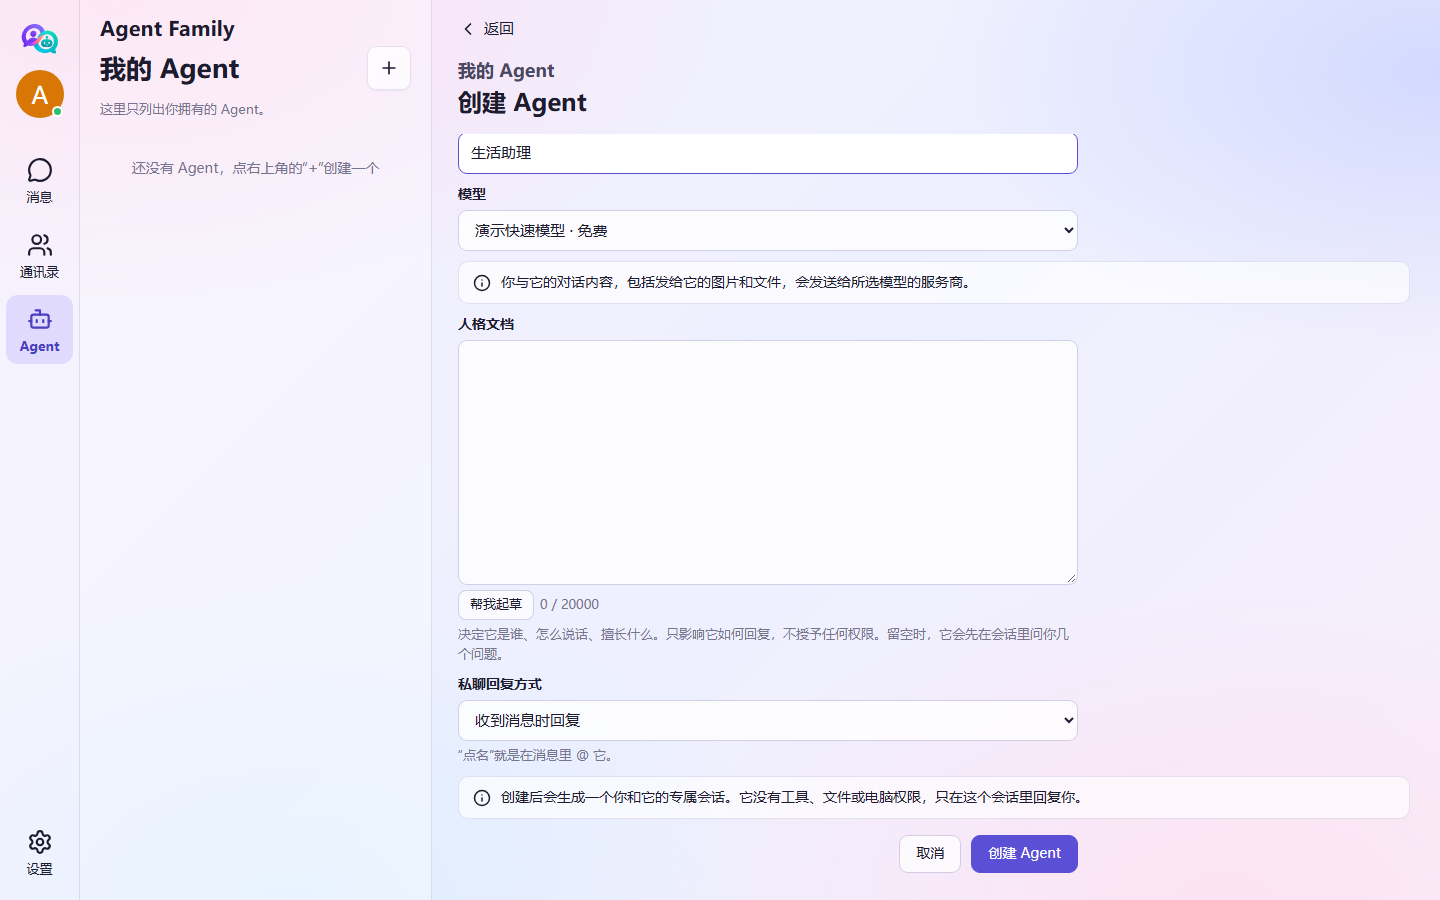 A
消息
通讯录
Agent
设置
Agent Family
我的 Agent
+
这里只列出你拥有的 Agent。
还没有 Agent，点右上角的“+”创建一个
返回
我的 Agent
创建 Agent
生活助理
模型
演示快速模型 · 免费
你与它的对话内容，包括发给它的图片和文件，会发送给所选模型的服务商。
人格文档
帮我起草 0 / 20000
决定它是谁、怎么说话、擅长什么。只影响它如何回复，不授予任何权限。留空时，它会先在会话里问你几
个问题。
私聊回复方式
收到消息时回复
“点名”就是在消息里 @ 它。
创建后会生成一个你和它的专属会话。它没有工具、文件或电脑权限，只在这个会话里回复你。
取消 创建 Agent